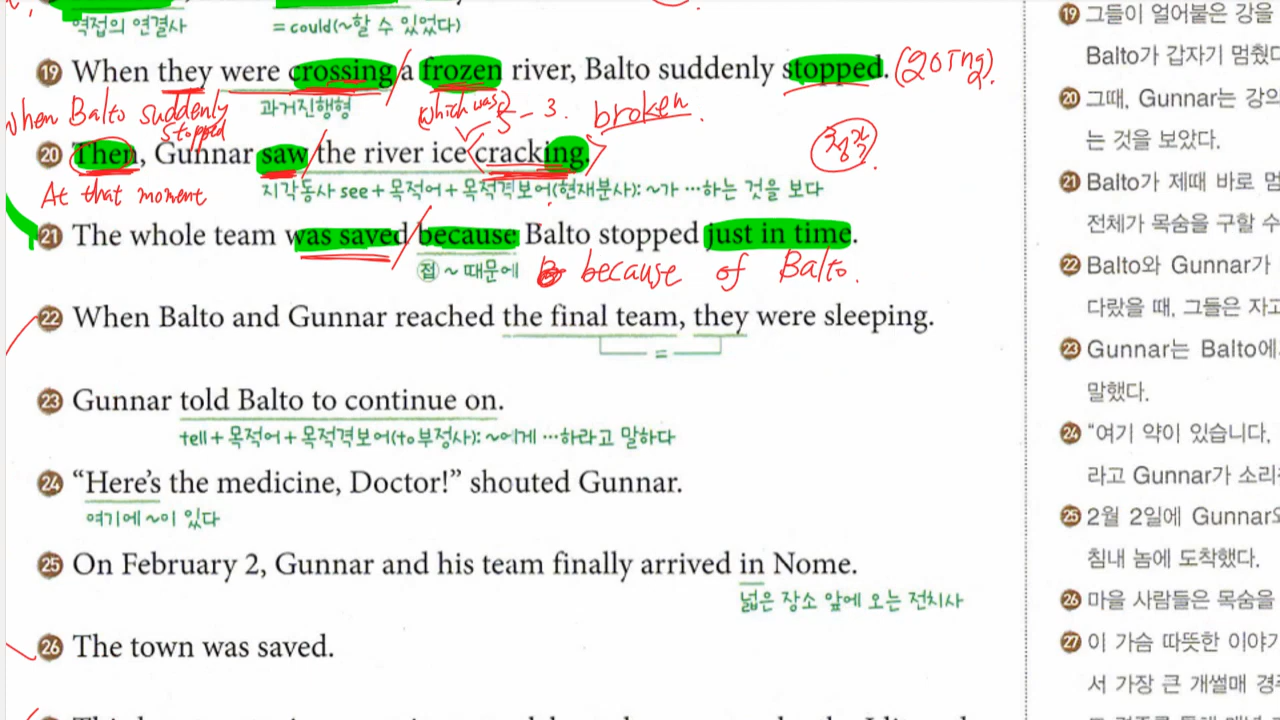 역접의 연결사
= could(~할 수 있었다)
⑲ When they were crossing a frozen river, Balto suddenly stopped.
과거진행형
When Balto suddenly stopped
(which was)
broken
⑳ Then, Gunnar saw the river ice cracking.
At that moment
지각동사 see + 목적어 + 목적격보어(현재분사): ~가 …하는 것을 보다
㉑ The whole team was saved because Balto stopped just in time.
접 ~ 때문에
because of Balto.
㉒ When Balto and Gunnar reached the final team, they were sleeping.
=
㉓ Gunnar told Balto to continue on.
tell + 목적어 + 목적격보어(to부정사): ~에게 …하라고 말하다
㉔ “Here’s the medicine, Doctor!” shouted Gunnar.
여기에 ~이 있다
㉕ On February 2, Gunnar and his team finally arrived in Nome.
넓은 장소 앞에 오는 전치사
㉖ The town was saved.
⑲ 그들이 얼어붙은 강을
Balto가 갑자기 멈췄다
⑳ 그때, Gunnar는 강의
는 것을 보았다.
㉑ Balto가 제때 바로 멈
전체가 목숨을 구할 수
㉒ Balto와 Gunnar가
다랐을 때, 그들은 자고
㉓ Gunnar는 Balto에
말했다.
㉔ “여기 약이 있습니다,
라고 Gunnar가 소리
㉕ 2월 2일에 Gunnar와
침내 놈에 도착했다.
㉖ 마을 사람들은 목숨을
㉗ 이 가슴 따뜻한 이야기
서 가장 큰 개썰매 경주